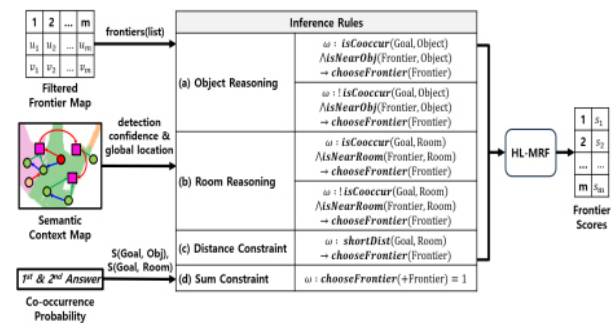 1 2 ... m
u₁ u₂ ... uₘ
v₁ v₂ ... vₘ
Filtered
Frontier Map
frontiers(list)
detection
confidence &
global location
Semantic
Context Map
S(Goal, Obj),
S(Goal, Room)
1st & 2nd Answer
Co-occurrence
Probability
Inference Rules
(a) Object Reasoning
ω : isCooccur(Goal, Object)
∧isNearObj(Frontier, Object)
→ chooseFrontier(Frontier)
ω : ! isCooccur(Goal, Object)
∧isNearObj(Frontier, Object)
→ chooseFrontier(Frontier)
(b) Room Reasoning
ω : isCooccur(Goal, Room)
∧isNearRoom(Frontier, Room)
→ chooseFrontier(Frontier)
ω : ! isCooccur(Goal, Room)
∧isNearRoom(Frontier, Room)
→ chooseFrontier(Frontier)
(c) Distance Constraint
ω : shortDist(Goal, Room)
→ chooseFrontier(Frontier)
(d) Sum Constraint
ω : chooseFrontier(+Frontier) = 1
HL-MRF
1 s₁
2 s₂
... ...
m sₘ
Frontier
Scores